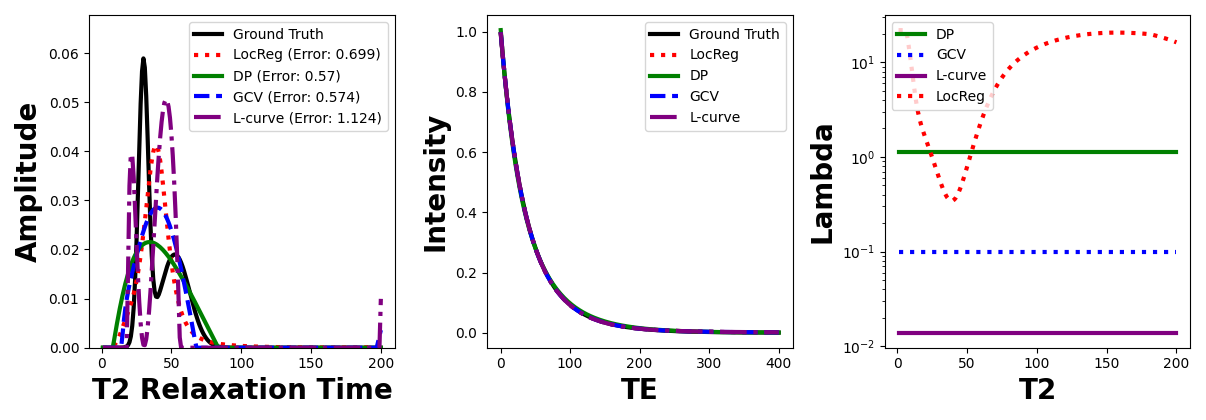 Amplitude
0.06
0.05
0.04
0.03
0.02
0.01
0.00
Ground Truth
LocReg (Error: 0.699)
DP (Error: 0.57)
GCV (Error: 0.574)
L-curve (Error: 1.124)
0 50 100 150 200
T2 Relaxation Time
Intensity
1.0
0.8
0.6
0.4
0.2
0.0
Ground Truth
LocReg
DP
GCV
L-curve
0 100 200 300 400
TE
Lambda
10¹
10⁰
10⁻¹
10⁻²
DP
GCV
L-curve
LocReg
0 50 100 150 200
T2